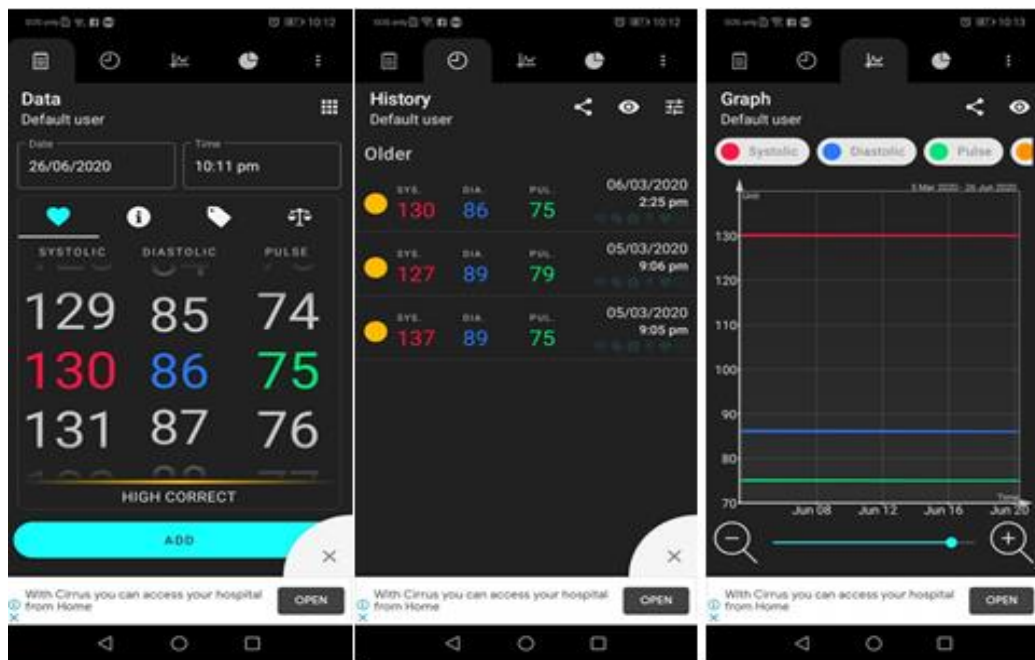 10:12
Data
Default user
Date
26/06/2020
Time
10:11 pm
SYSTOLIC DIASTOLIC PULSE
129 85 74
130 86 75
131 87 76
HIGH CORRECT
ADD
With Cirrus you can access your hospital
from Home
OPEN
10:12
History
Default user
Older
SYS. DIA. PUL. 06/03/2020
130 86 75 2:25 pm
SYS. DIA. PUL. 05/03/2020
127 89 79 9:06 pm
SYS. DIA. PUL. 05/03/2020
137 89 75 9:05 pm
With Cirrus you can access your hospital
from Home
OPEN
10:13
Graph
Default user
Systolic Diastolic Pulse
5 Mar 2020 - 26 Jun 2020
Unit
130
120
110
100
90
80
70
Time
Jun 08 Jun 12 Jun 16 Jun 20
With Cirrus you can access your hospital
from Home
OPEN